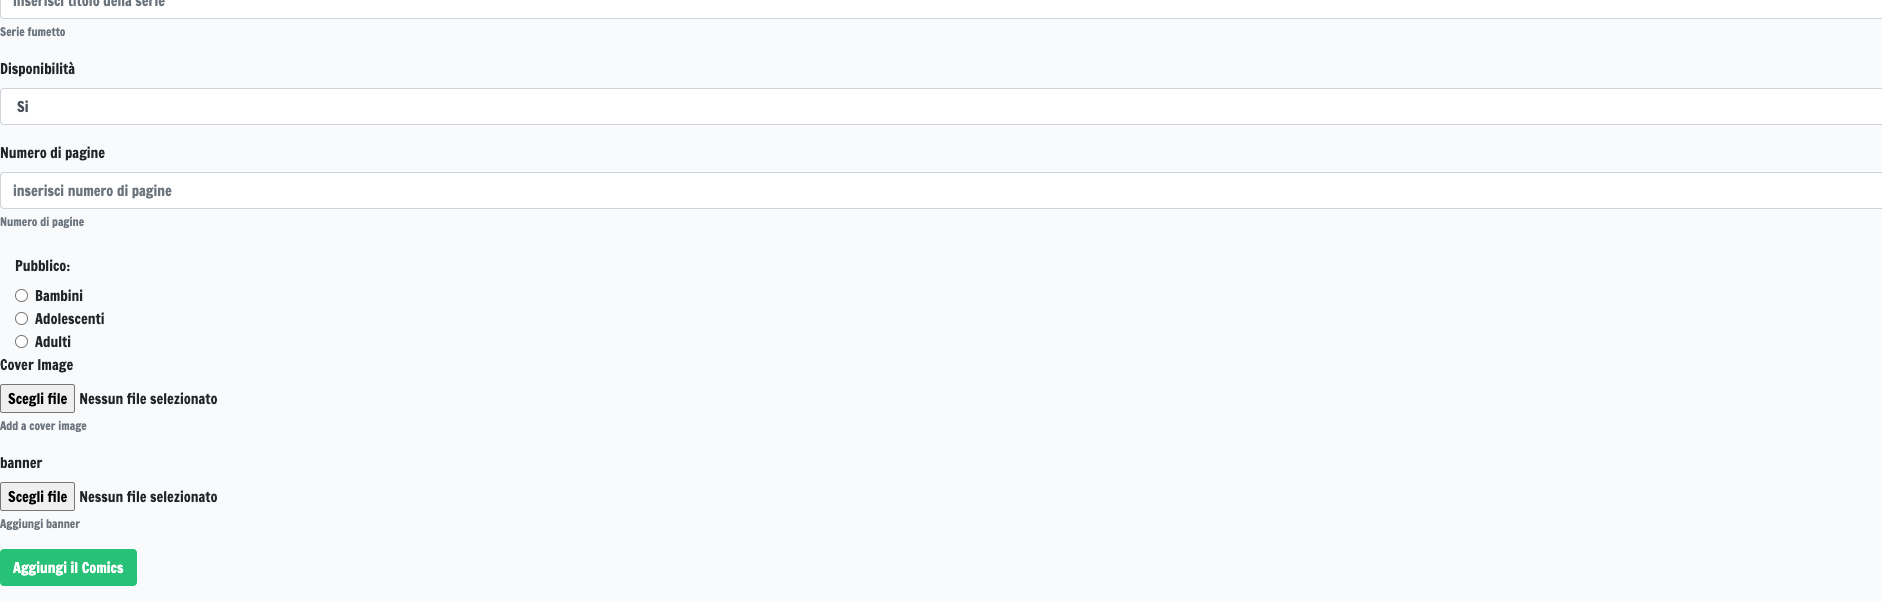 inserisci titolo della serie
Serie fumetto
Disponibilità
Si
Numero di pagine
inserisci numero di pagine
Numero di pagine
Pubblico:
Bambini
Adolescenti
Adulti
Cover Image
Scegli file Nessun file selezionato
Add a cover image
banner
Scegli file Nessun file selezionato
Aggiungi banner
Aggiungi il Comics